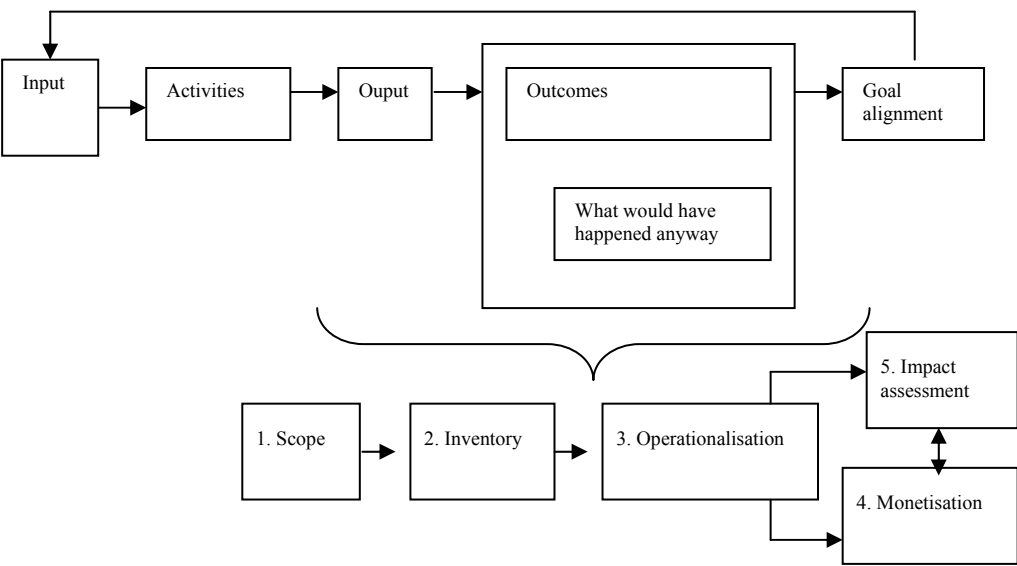 Input
Activities
Ouput
Outcomes
Goal
alignment
What would have
happened anyway
5. Impact
assessment
1. Scope
2. Inventory
3. Operationalisation
4. Monetisation